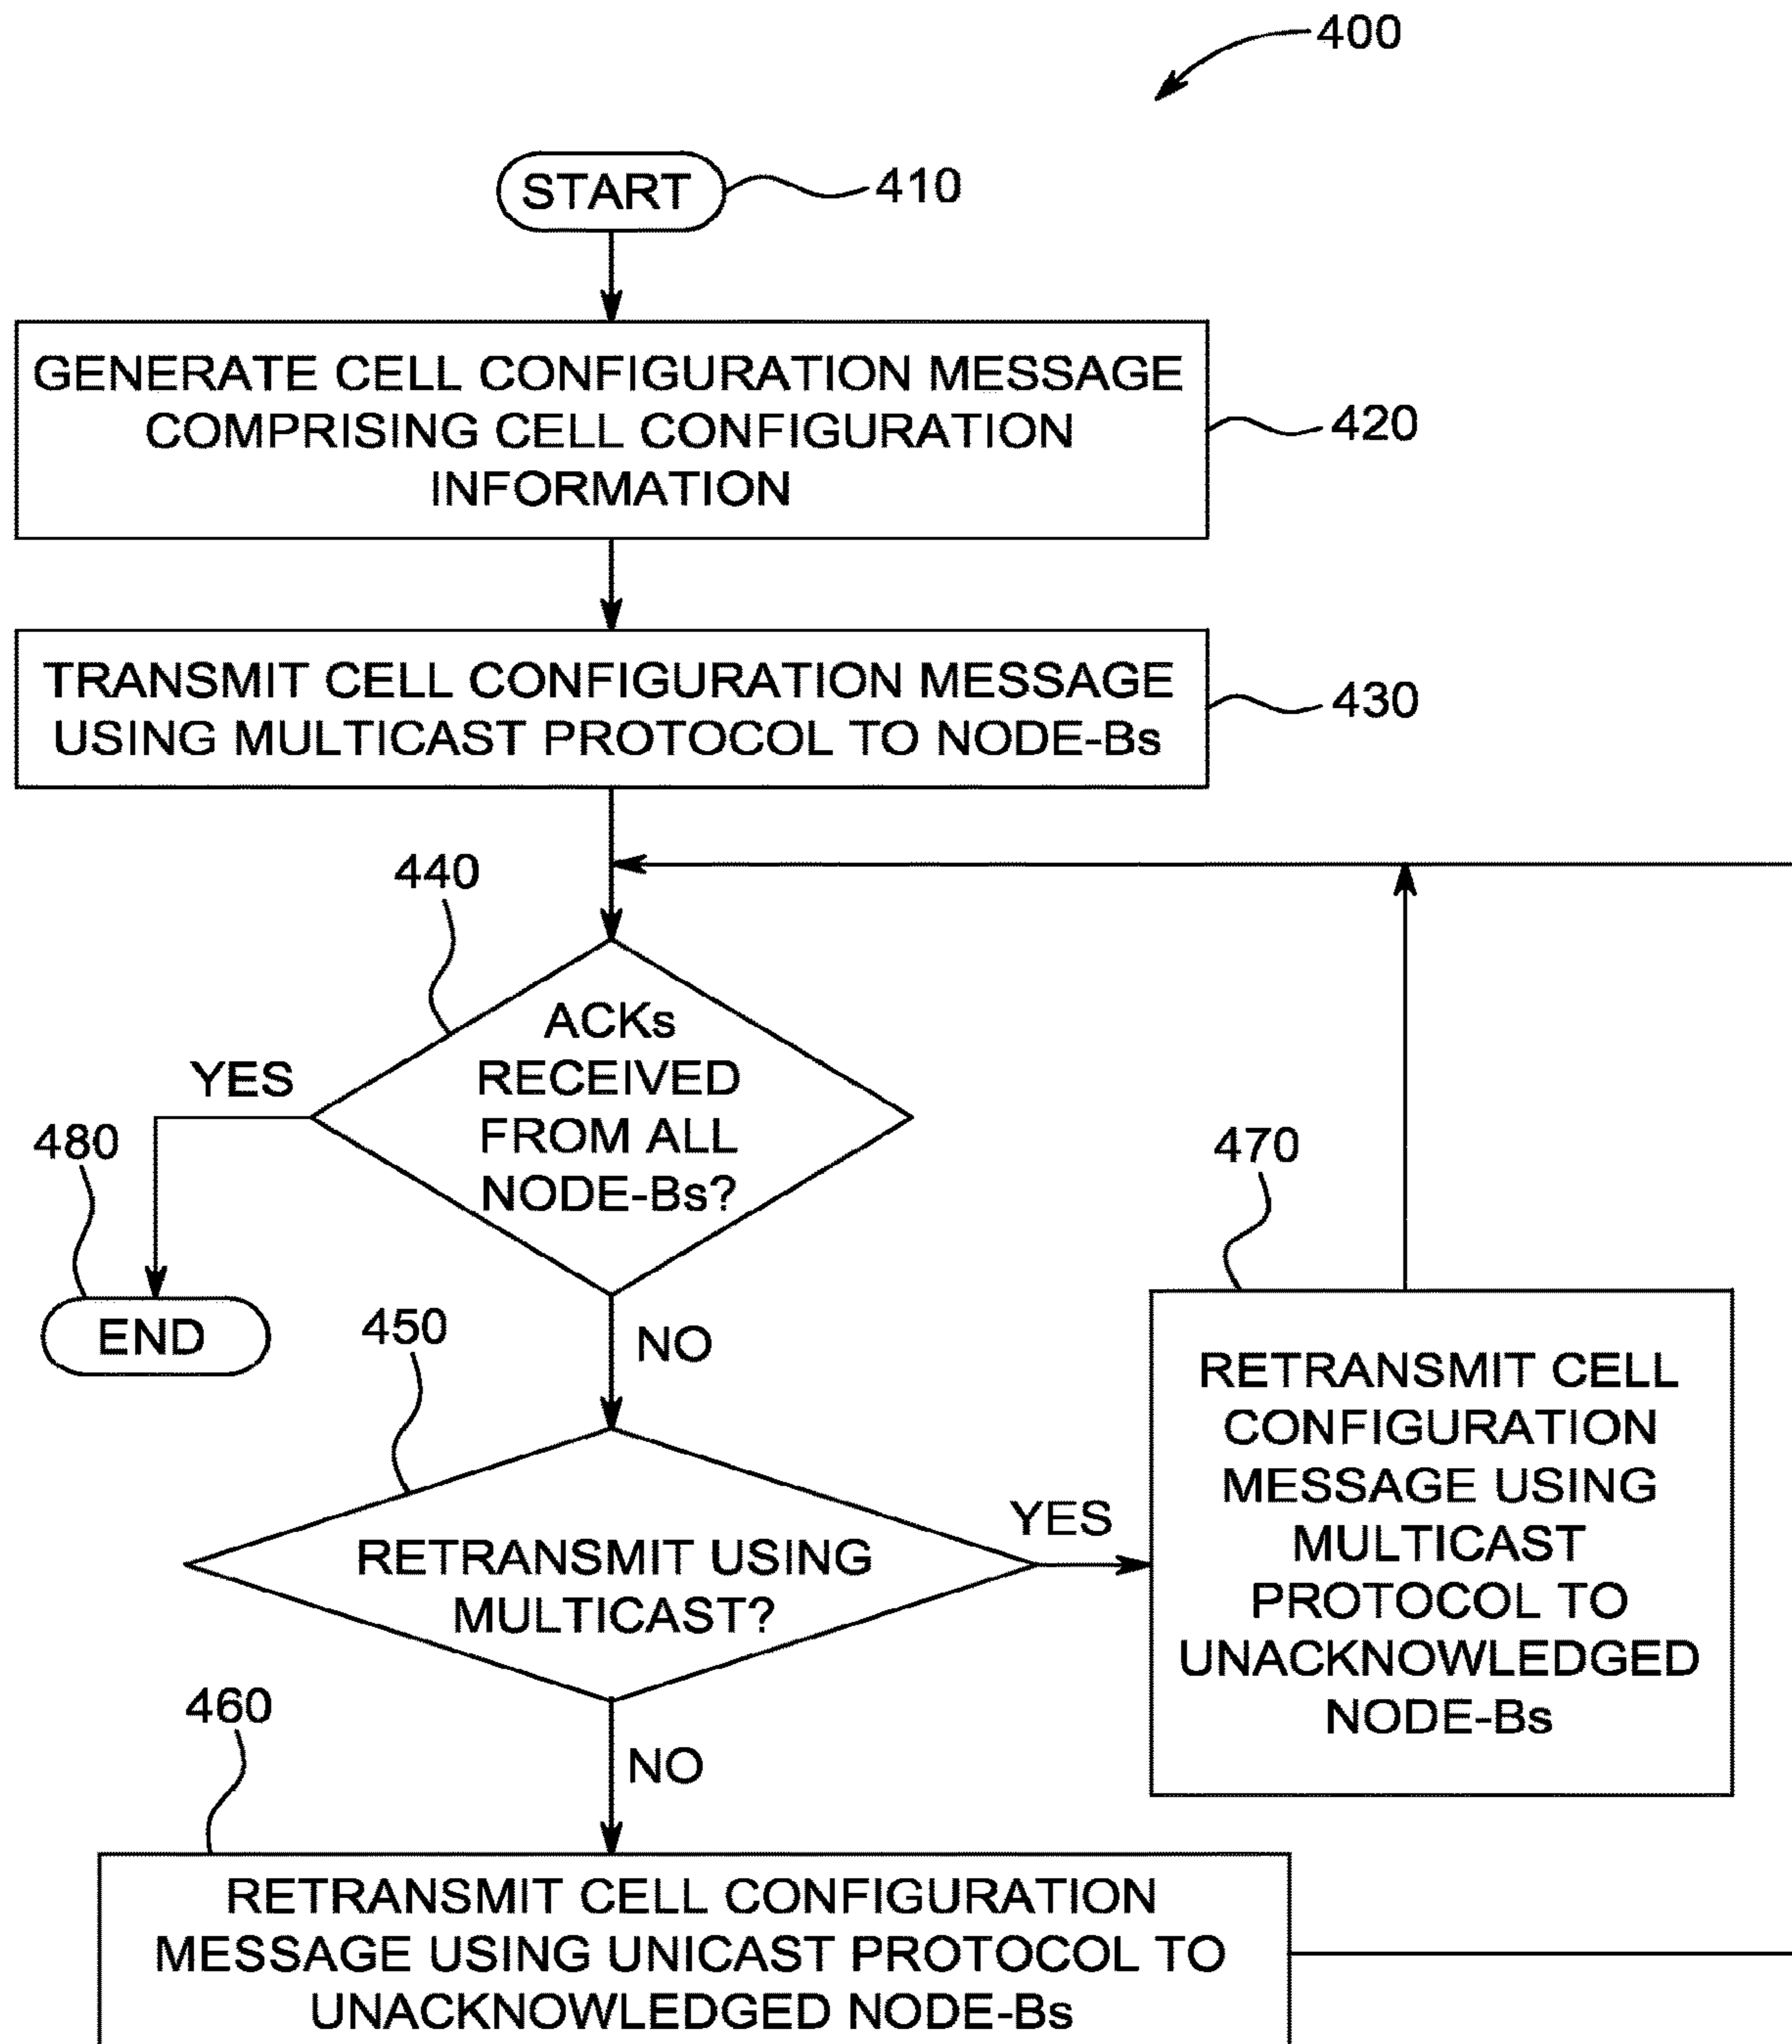 400
START
410
GENERATE CELL CONFIGURATION MESSAGE
COMPRISING CELL CONFIGURATION
INFORMATION
420
TRANSMIT CELL CONFIGURATION MESSAGE
USING MULTICAST PROTOCOL TO NODE-Bs
430
440
ACKs
RECEIVED
FROM ALL
NODE-Bs?
YES
480
END
NO
450
RETRANSMIT USING
MULTICAST?
YES
470
RETRANSMIT CELL
CONFIGURATION
MESSAGE USING
MULTICAST
PROTOCOL TO
UNACKNOWLEDGED
NODE-Bs
NO
460
RETRANSMIT CELL CONFIGURATION
MESSAGE USING UNICAST PROTOCOL TO
UNACKNOWLEDGED NODE-Bs